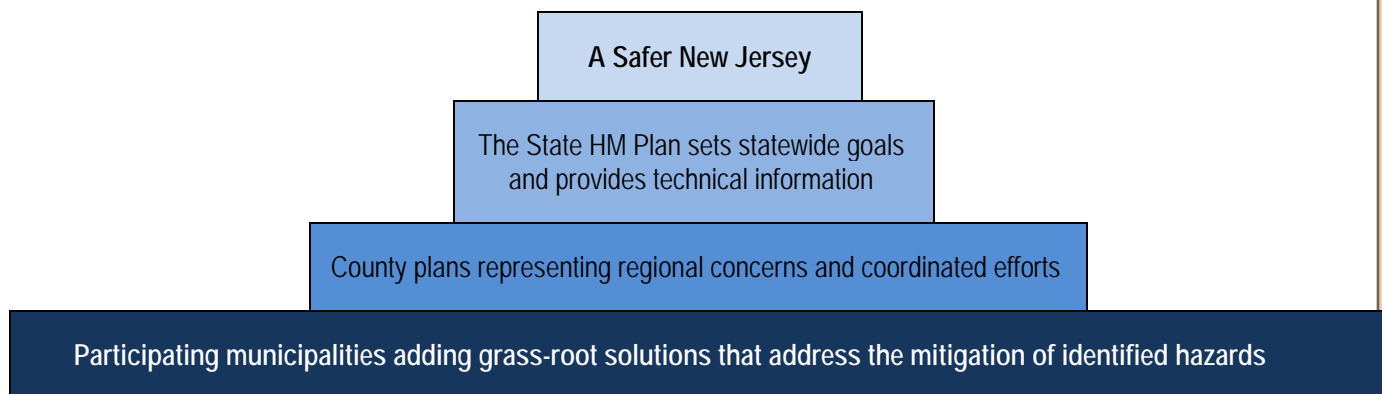 A Safer New Jersey
The State HM Plan sets statewide goals
and provides technical information
County plans representing regional concerns and coordinated efforts
Participating municipalities adding grass-root solutions that address the mitigation of identified hazards